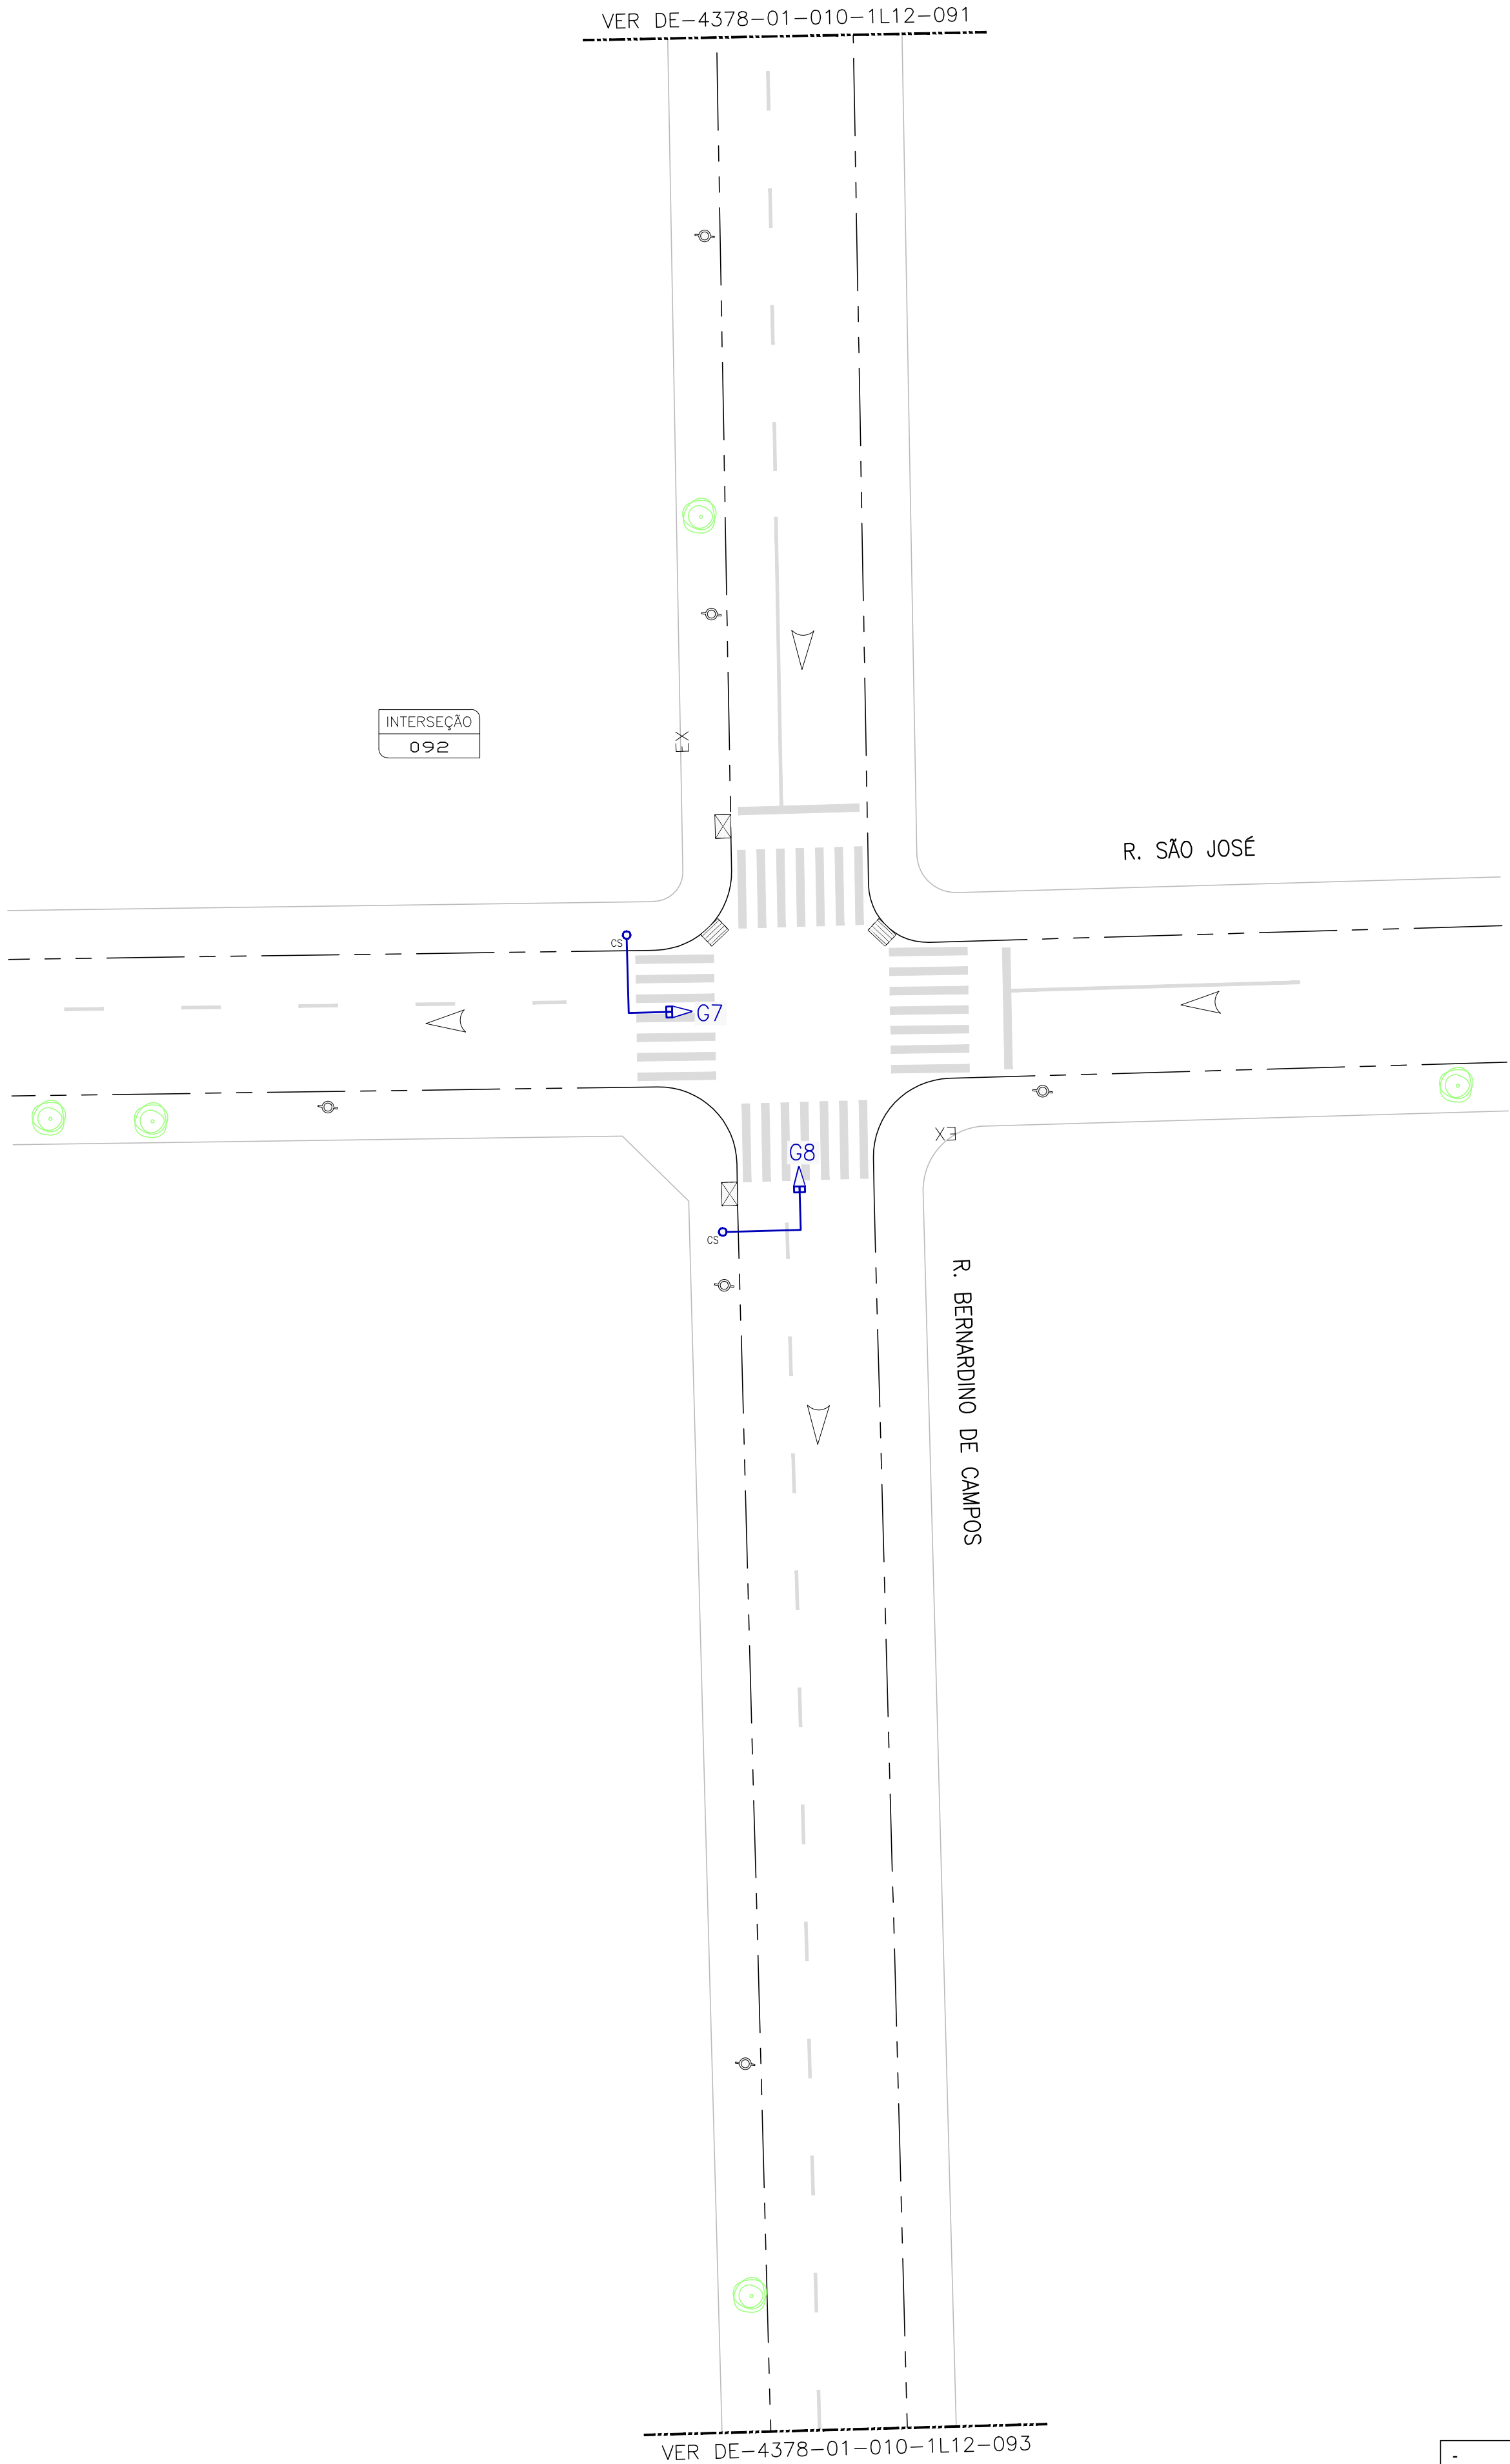 VER DE-4378-01-010-1L12-091
INTERSEÇÃO
092
EX
R. SÃO JOSÉ
CS
G7
EX
G8
CS
R. BERNARDINO DE CAMPOS
VER DE-4378-01-010-1L12-093
-